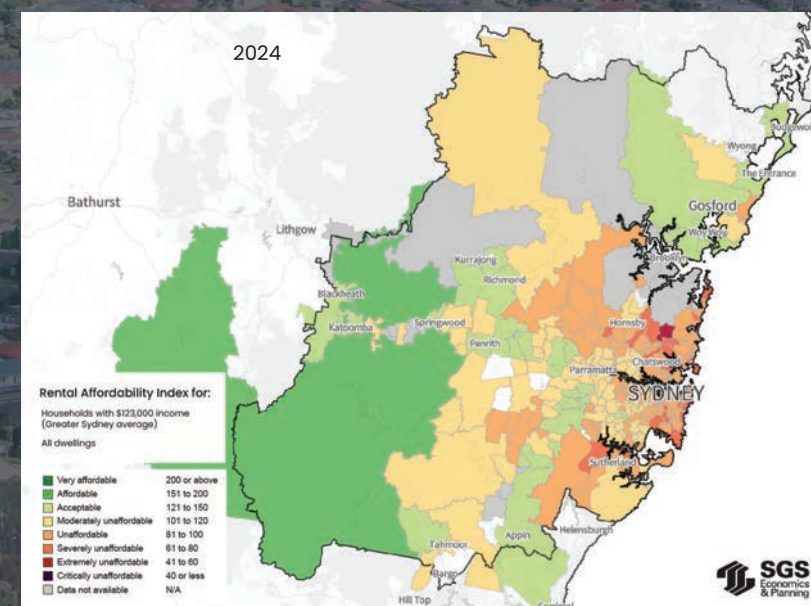 2024
Bathurst
Lithgow
Wyong
The Entrance
Gosford
Woy Woy
Brooklyn
Kurrajong
Richmond
Blackheath
Katoomba
Springwood
Penrith
Hornsby
Chatswood
Parramatta
SYDNEY
Sutherland
Helensburgh
Appin
Tahmoor
Bargo
Hill Top
Rental Affordability Index for:
Households with $123,000 income
(Greater Sydney average)
All dwellings
Very affordable 200 or above
Affordable 151 to 200
Acceptable 121 to 150
Moderately unaffordable 101 to 120
Unaffordable 81 to 100
Severely unaffordable 61 to 80
Extremely unaffordable 41 to 60
Critically unaffordable 40 or less
Data not available N/A
SGS
Economics
& Planning